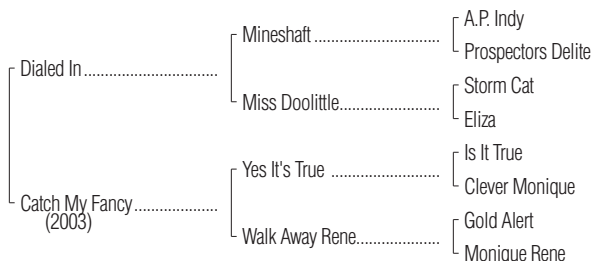 A.P. Indy
Mineshaft
Prospectors Delite
Dialed In
Storm Cat
Miss Doolittle
Eliza
Is It True
Yes It's True
Clever Monique
Catch My Fancy
(2003)
Gold Alert
Walk Away Rene
Monique Rene